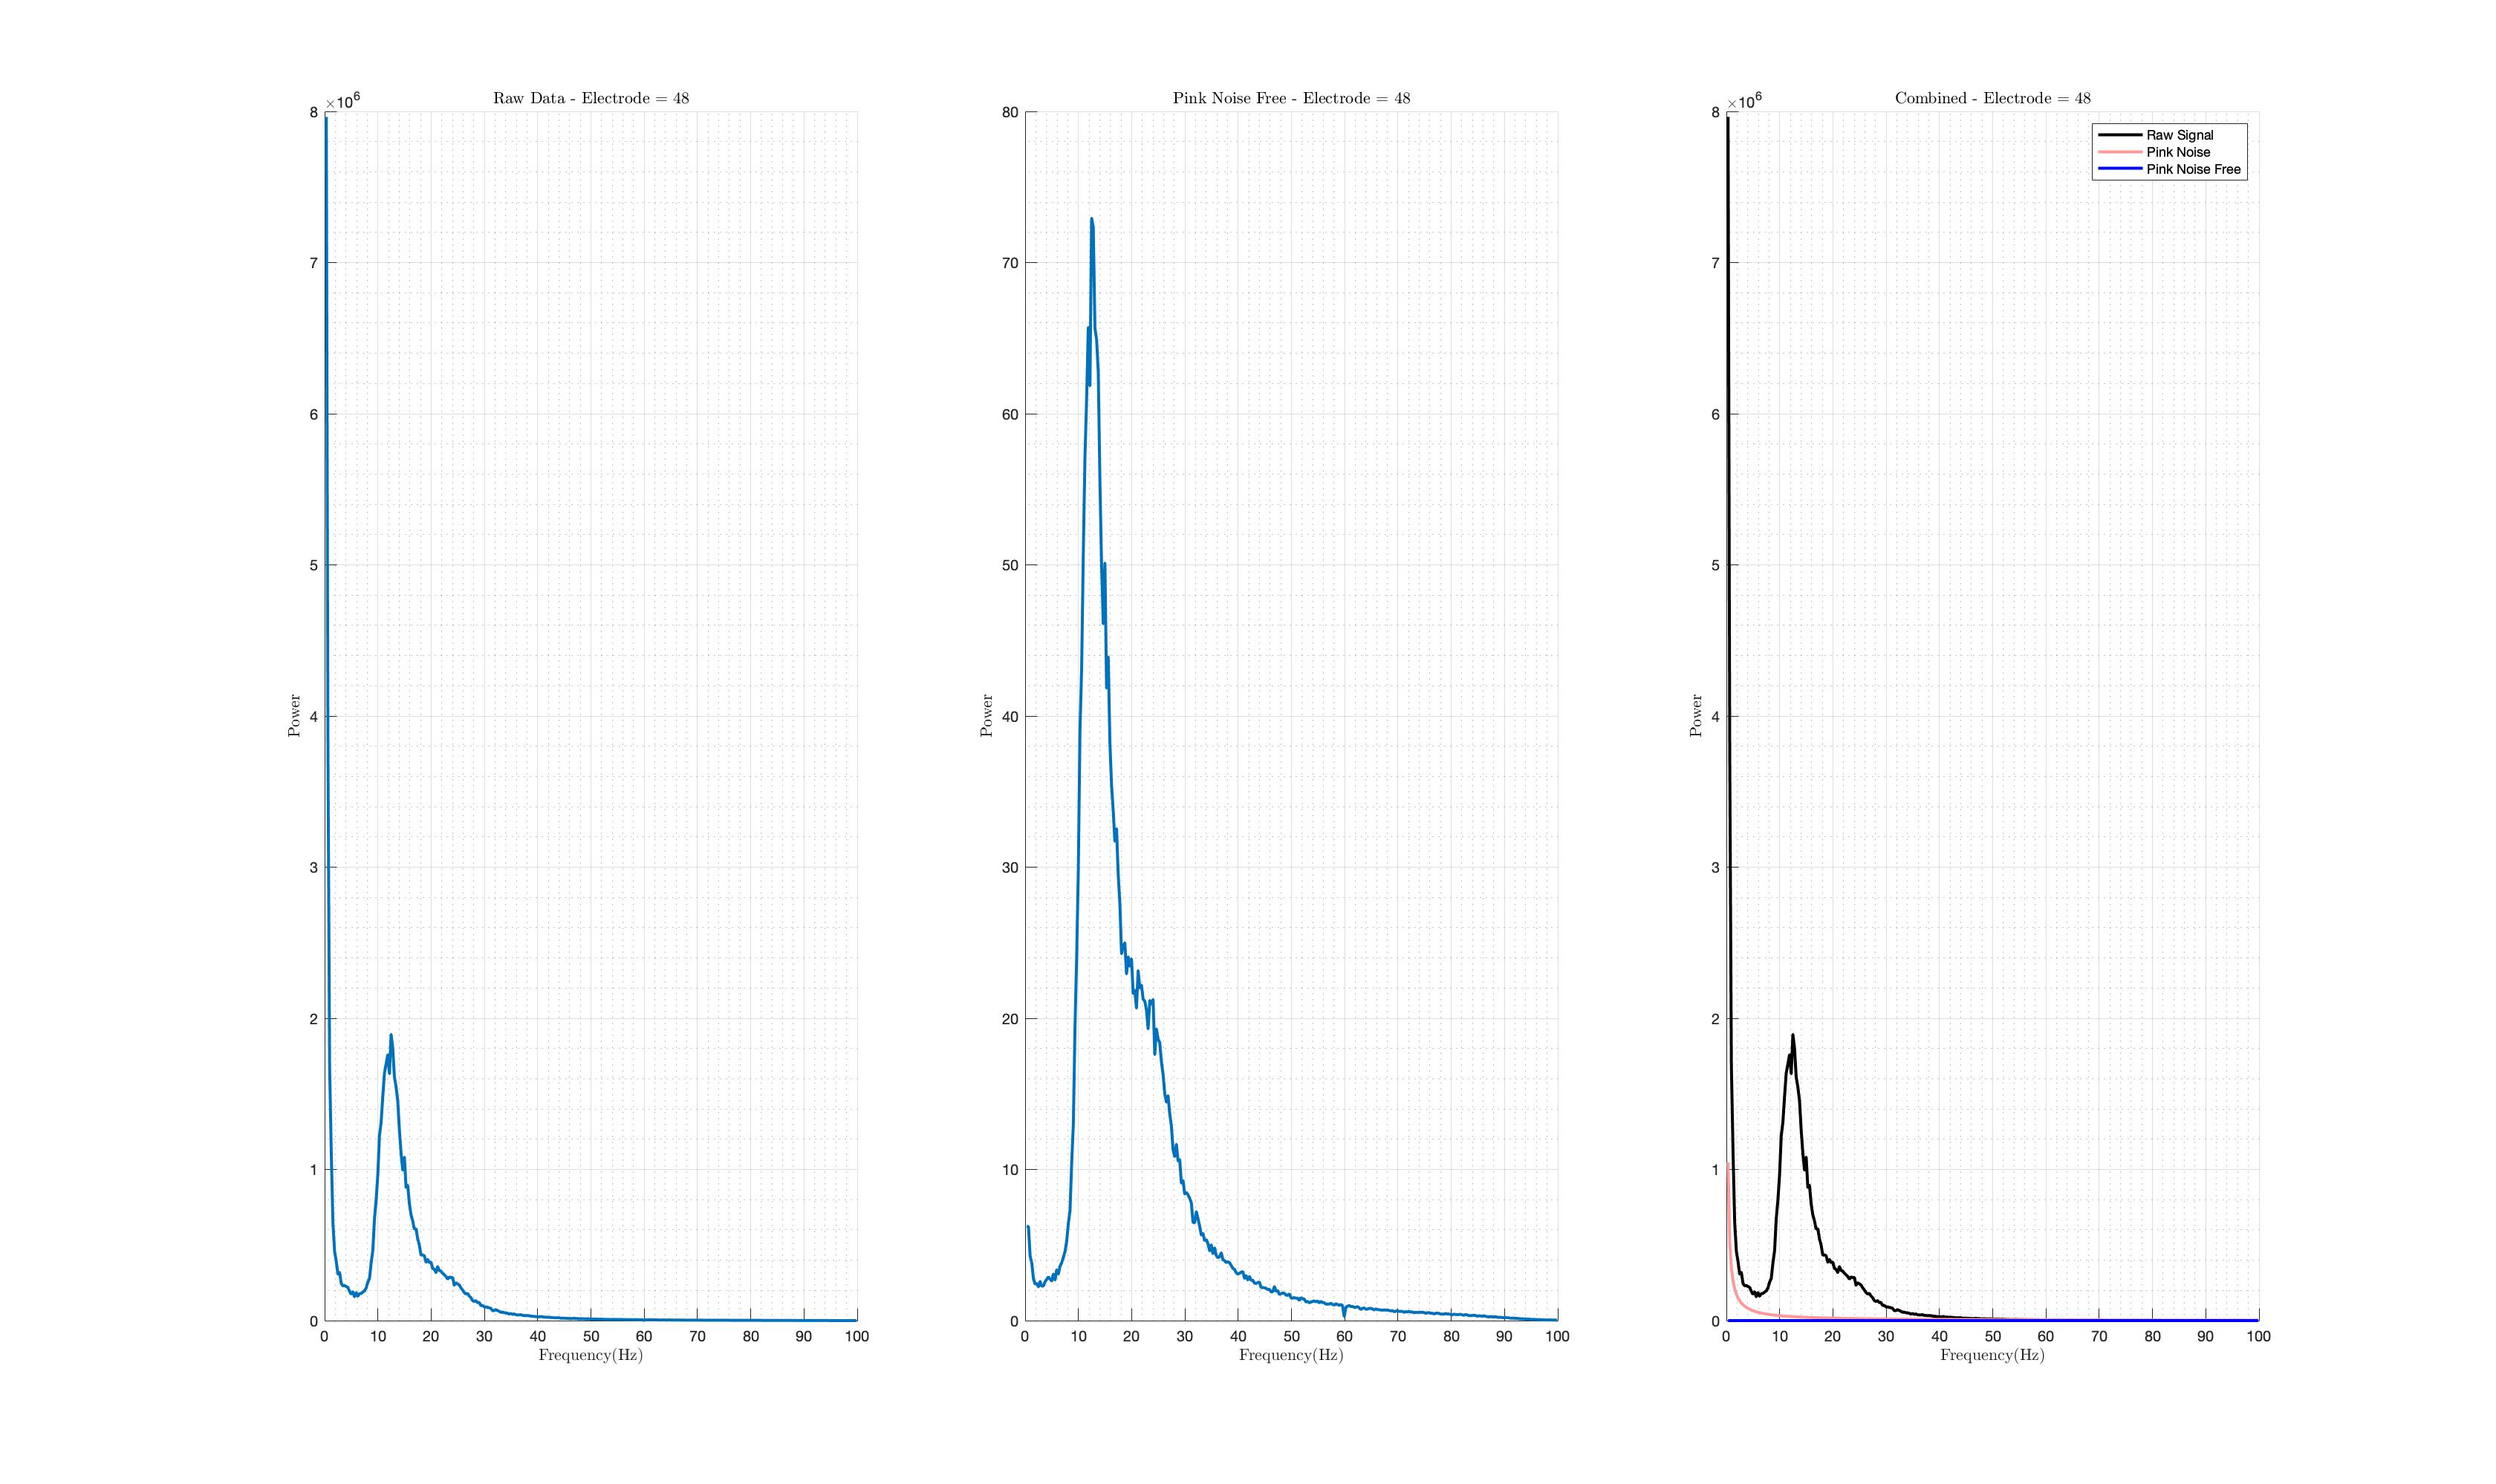 Raw Data - Electrode = 48
×10^6
8
7
6
5
4
3
2
1
0
Power
0 10 20 30 40 50 60 70 80 90 100
Frequency(Hz)
Pink Noise Free - Electrode = 48
80
70
60
50
40
30
20
10
0
Power
0 10 20 30 40 50 60 70 80 90 100
Frequency(Hz)
Combined - Electrode = 48
×10^6
8
7
6
5
4
3
2
1
0
Power
Raw Signal
Pink Noise
Pink Noise Free
0 10 20 30 40 50 60 70 80 90 100
Frequency(Hz)